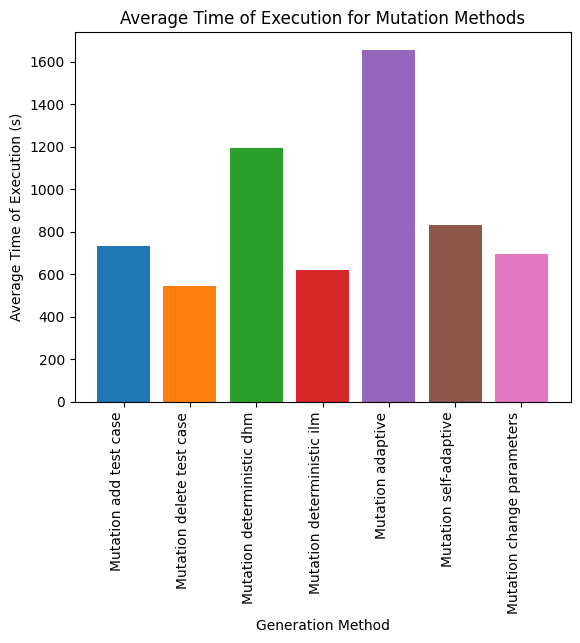 Average Time of Execution for Mutation Methods
Average Time of Execution (s)
1600
1400
1200
1000
800
600
400
200
0
Mutation add test case
Mutation delete test case
Mutation deterministic dhm
Mutation deterministic ilm
Mutation adaptive
Mutation self-adaptive
Mutation change parameters
Generation Method